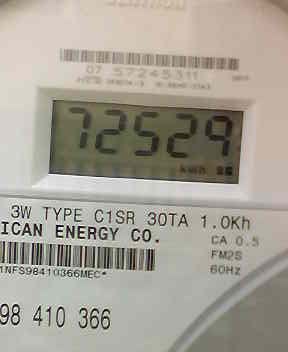 07 57245311
72529
kWh
3W TYPE C1SR 30TA 1.0Kh
ICAN ENERGY CO.
CA 0.5
FM2S
1NFS98410366MEC*
60Hz
98 410 366